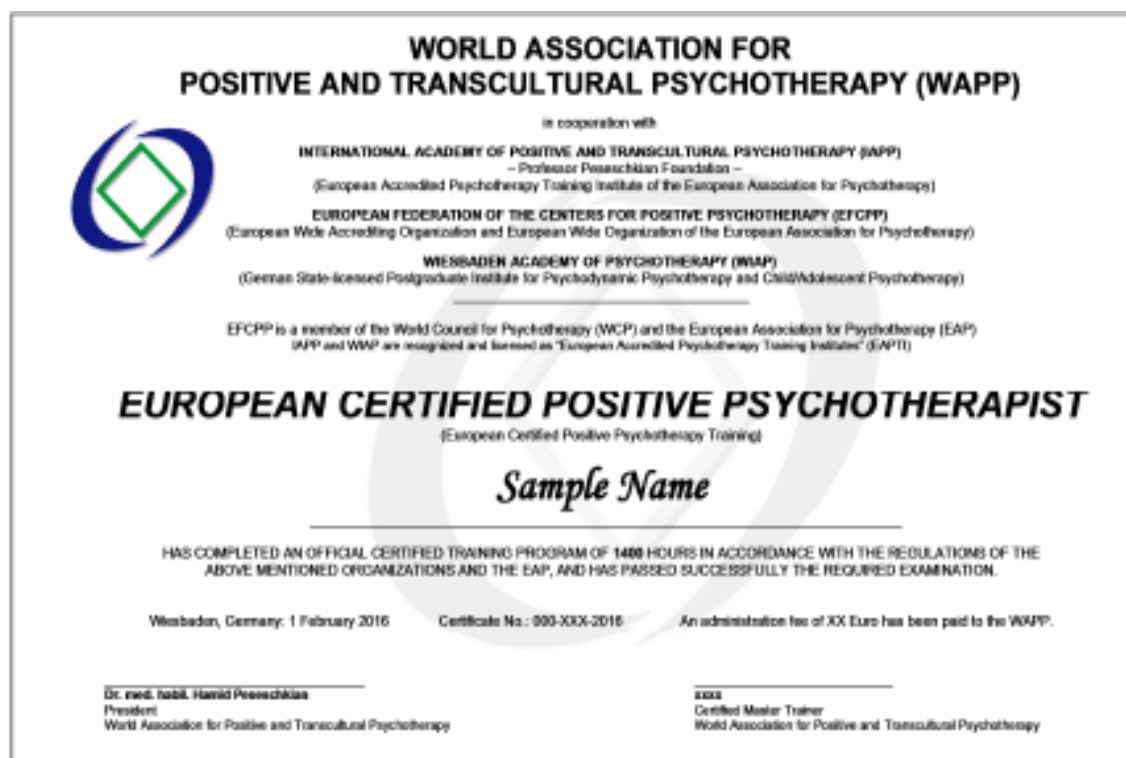 WORLD ASSOCIATION FOR
POSITIVE AND TRANSCULTURAL PSYCHOTHERAPY (WAPP)
in cooperation with
INTERNATIONAL ACADEMY OF POSITIVE AND TRANSCULTURAL PSYCHOTHERAPY (IAPP)
– Professor Peseschkian Foundation –
(European Accredited Psychotherapy Training Institute of the European Association for Psychotherapy)
EUROPEAN FEDERATION OF THE CENTERS FOR POSITIVE PSYCHOTHERAPY (EFCPP)
(European Wide Accrediting Organization and European Wide Organization of the European Association for Psychotherapy)
WIESBADEN ACADEMY OF PSYCHOTHERAPY (WIAP)
(German State-licensed Postgraduate Institute for Psychodynamic Psychotherapy and Child/Adolescent Psychotherapy)
EFCPP is a member of the World Council for Psychotherapy (WCP) and the European Association for Psychotherapy (EAP)
IAPP and WIAP are recognized and licensed as "European Accredited Psychotherapy Training Institutes" (EAPTI)
EUROPEAN CERTIFIED POSITIVE PSYCHOTHERAPIST
(European Certified Positive Psychotherapy Training)
Sample Name
HAS COMPLETED AN OFFICIAL CERTIFIED TRAINING PROGRAM OF 1400 HOURS IN ACCORDANCE WITH THE REGULATIONS OF THE
ABOVE MENTIONED ORGANIZATIONS AND THE EAP, AND HAS PASSED SUCCESSFULLY THE REQUIRED EXAMINATION.
Wiesbaden, Germany: 1 February 2016 Certificate No.: 000-XXX-2016 An administration fee of XX Euro has been paid to the WAPP.
Dr. med. habil. Hamid Peseschkian
President
World Association for Positive and Transcultural Psychotherapy
xxxx
Certified Master Trainer
World Association for Positive and Transcultural Psychotherapy